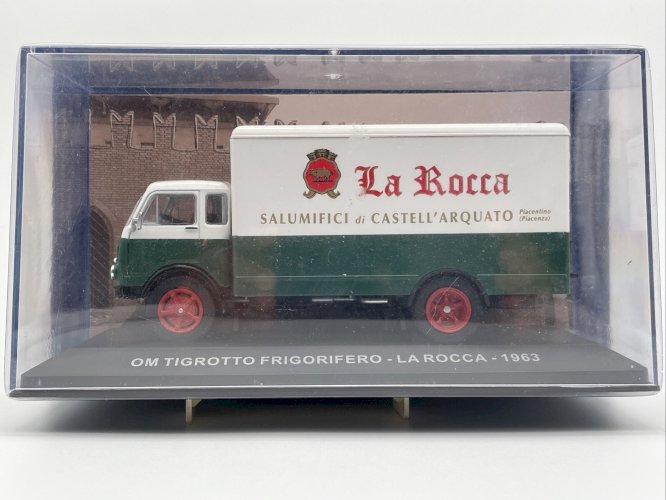 La Rocca
SALUMIFICI di CASTELL'ARQUATO Piacentino
(Piacenza)
OM TIGROTTO FRIGORIFERO - LA ROCCA - 1963